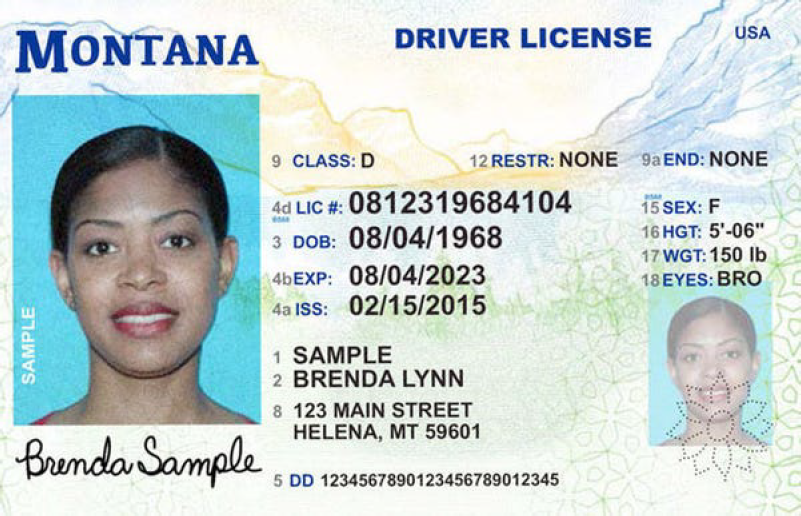 MONTANA
DRIVER LICENSE
USA
9 CLASS: D
12 RESTR: NONE
9a END: NONE
4d LIC #: 0812319684104
15 SEX: F
3 DOB: 08/04/1968
16 HGT: 5'-06"
17 WGT: 150 lb
4b EXP: 08/04/2023
18 EYES: BRO
4a ISS: 02/15/2015
SAMPLE
1 SAMPLE
2 BRENDA LYNN
8 123 MAIN STREET
HELENA, MT 59601
Brenda Sample
5 DD 1234567890123456789012345